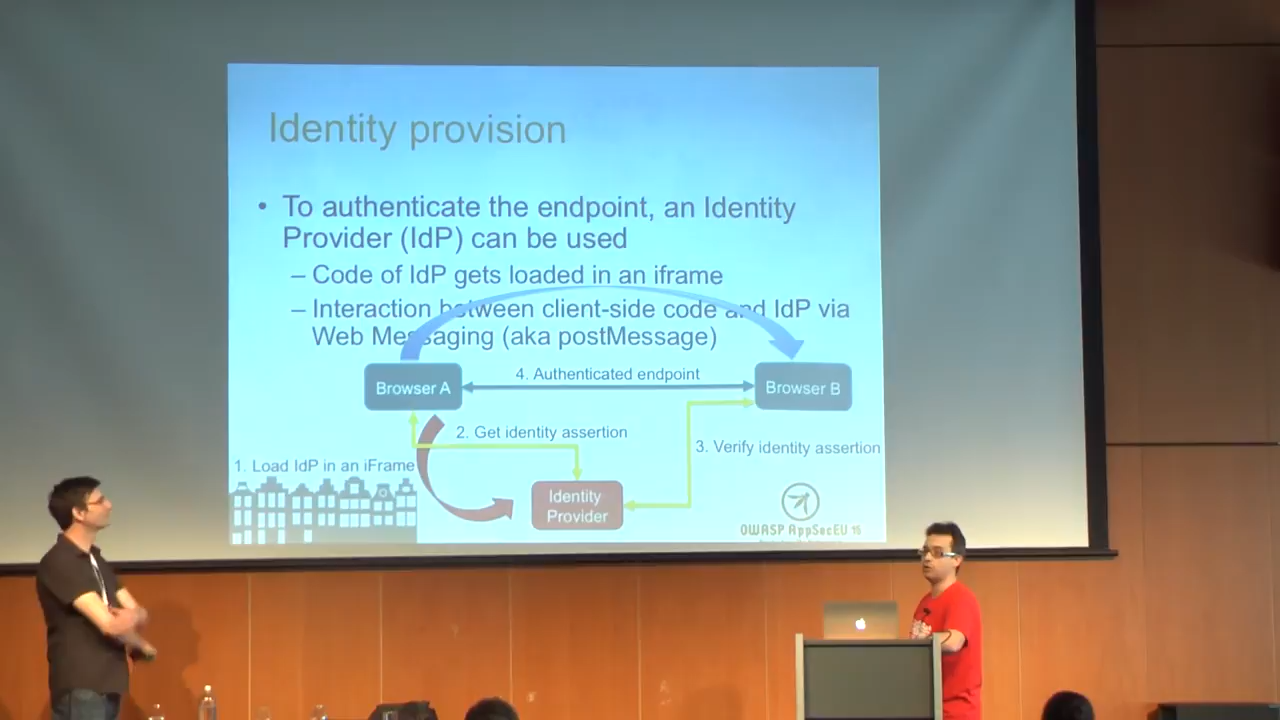 Identity provision
• To authenticate the endpoint, an Identity
Provider (IdP) can be used
– Code of IdP gets loaded in an iframe
– Interaction between client-side code and IdP via
Web Messaging (aka postMessage)
Browser A
4. Authenticated endpoint
Browser B
2. Get identity assertion
3. Verify identity assertion
1. Load IdP in an iFrame
Identity
Provider
OWASP AppSecEU 15